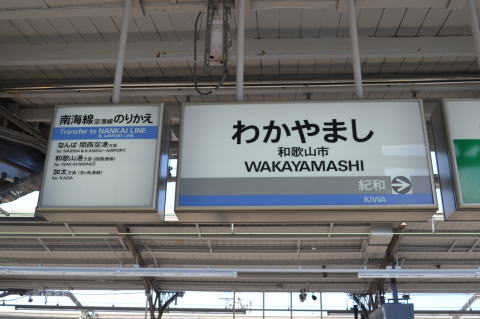 南海線 空港線 のりかえ
Transfer to NANKAI LINE
& AIRPORT LINE
なんば・関西空港方面
for NAMBA & KANSAI-AIRPORT
和歌山港方面
for WAKAYAMAKŌ
加太方面
for KADA
わかやまし
和歌山市
WAKAYAMASHI
紀和
KIWA